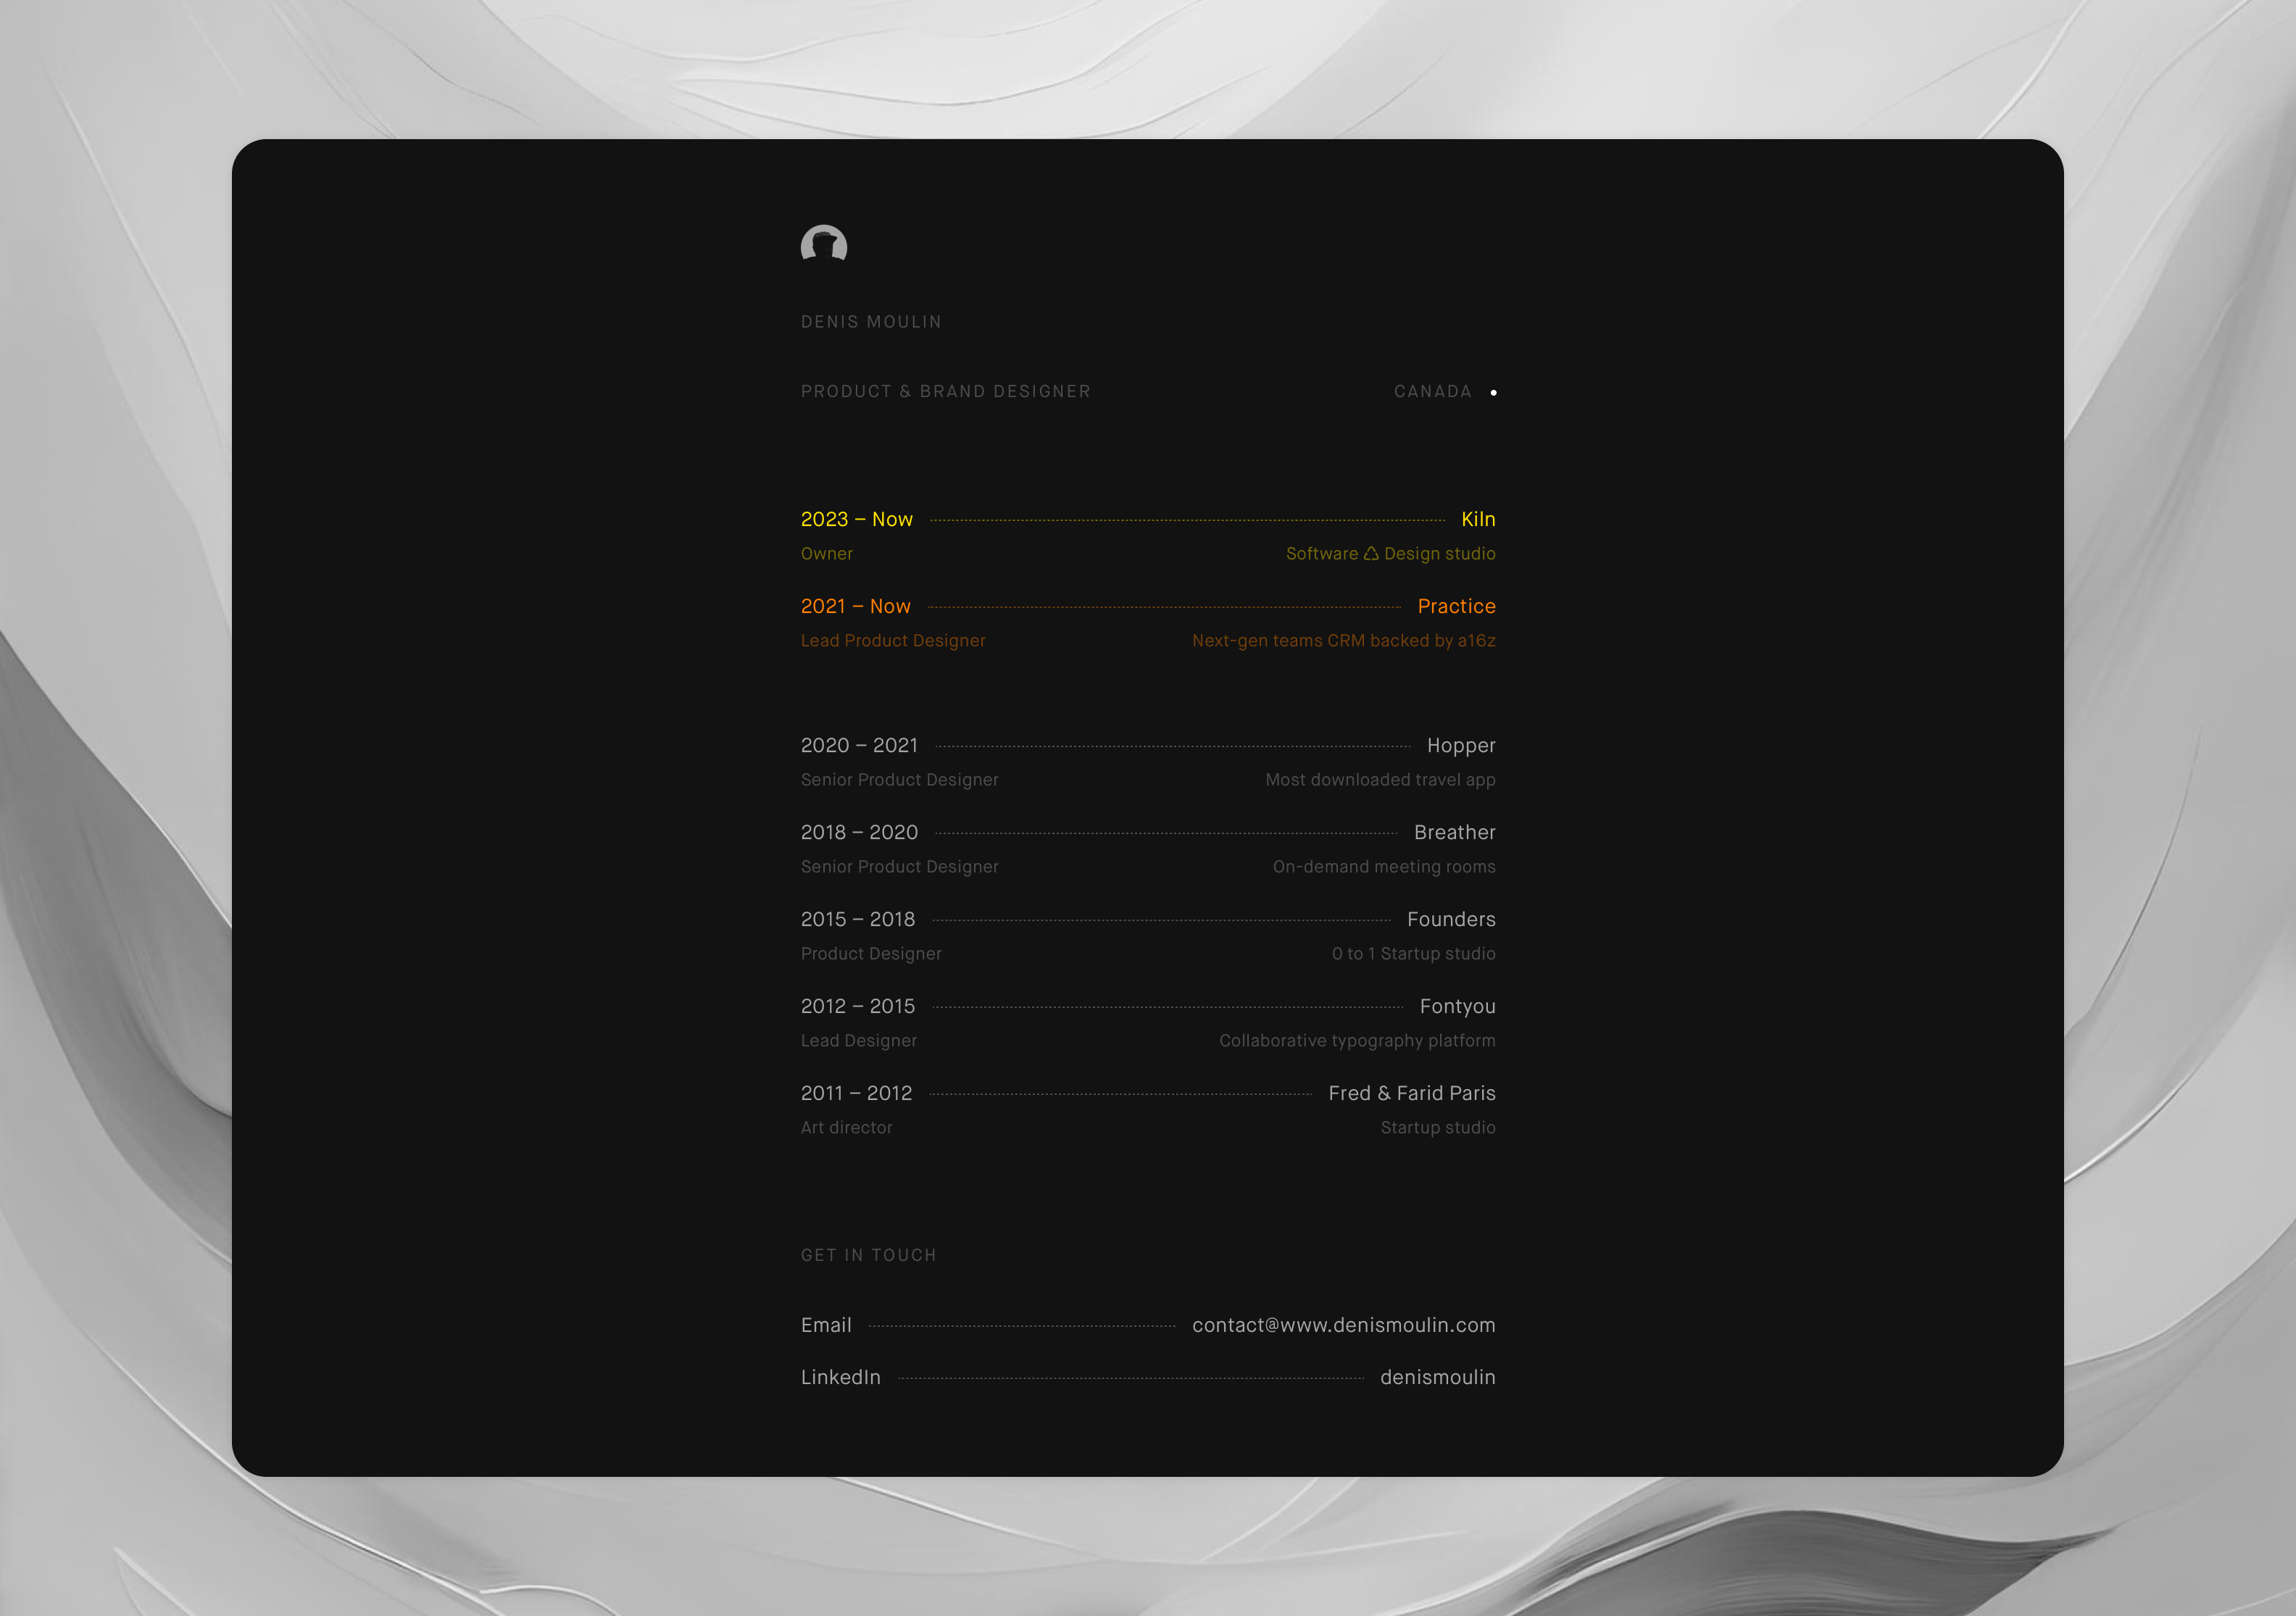 DENIS MOULIN
PRODUCT & BRAND DESIGNER CANADA
2023 – Now Kiln
Owner Software ♺ Design studio
2021 – Now Practice
Lead Product Designer Next-gen teams CRM backed by a16z
2020 – 2021 Hopper
Senior Product Designer Most downloaded travel app
2018 – 2020 Breather
Senior Product Designer On-demand meeting rooms
2015 – 2018 Founders
Product Designer 0 to 1 Startup studio
2012 – 2015 Fontyou
Lead Designer Collaborative typography platform
2011 – 2012 Fred & Farid Paris
Art director Startup studio
GET IN TOUCH
Email contact@www.denismoulin.com
LinkedIn denismoulin